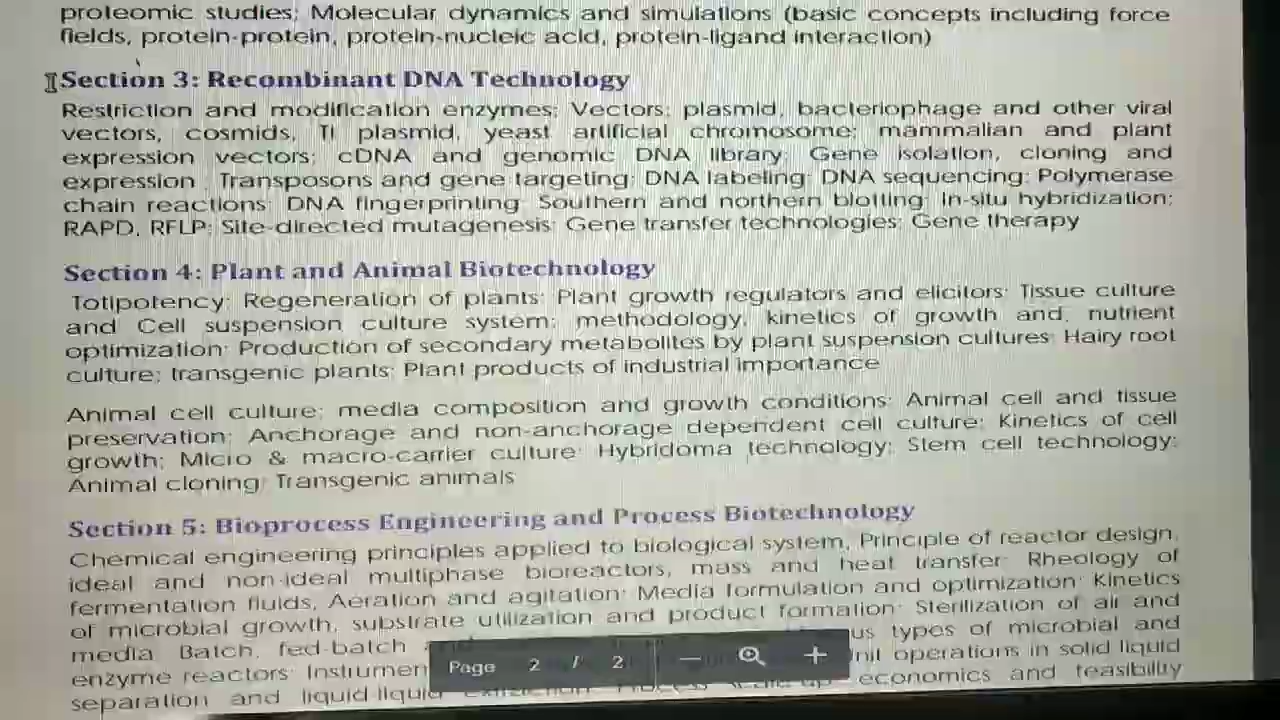 proteomic studies; Molecular dynamics and simulations (basic concepts including force
fields, protein-protein, protein-nucleic acid, protein-ligand interaction)
Section 3: Recombinant DNA Technology
Restriction and modification enzymes; Vectors; plasmid, bacteriophage and other viral
vectors, cosmids, Ti plasmid, yeast artificial chromosome; mammalian and plant
expression vectors; cDNA and genomic DNA library; Gene isolation, cloning and
expression ; Transposons and gene targeting; DNA labeling; DNA sequencing; Polymerase
chain reactions; DNA fingerprinting; Southern and northern blotting; In-situ hybridization;
RAPD, RFLP; Site-directed mutagenesis; Gene transfer technologies; Gene therapy
Section 4: Plant and Animal Biotechnology
Totipotency; Regeneration of plants; Plant growth regulators and elicitors; Tissue culture
and Cell suspension culture system; methodology, kinetics of growth and, nutrient
optimization; Production of secondary metabolites by plant suspension cultures; Hairy root
culture; transgenic plants; Plant products of industrial importance
Animal cell culture; media composition and growth conditions; Animal cell and tissue
preservation; Anchorage and non-anchorage dependent cell culture; Kinetics of cell
growth; Micro & macro-carrier culture; Hybridoma technology; Stem cell technology;
Animal cloning; Transgenic animals
Section 5: Bioprocess Engineering and Process Biotechnology
Chemical engineering principles applied to biological system, Principle of reactor design,
ideal and non-ideal multiphase bioreactors, mass and heat transfer; Rheology of
fermentation fluids, Aeration and agitation; Media formulation and optimization; Kinetics
of microbial growth, substrate utilization and product formation; Sterilization of air and
media; Batch, fed-batch us types of microbial and
enzyme reactors; Instrumen Unit operations in solid liquid
separation and liquid-liquid economics and feasibility
Page 2 / 2 — +